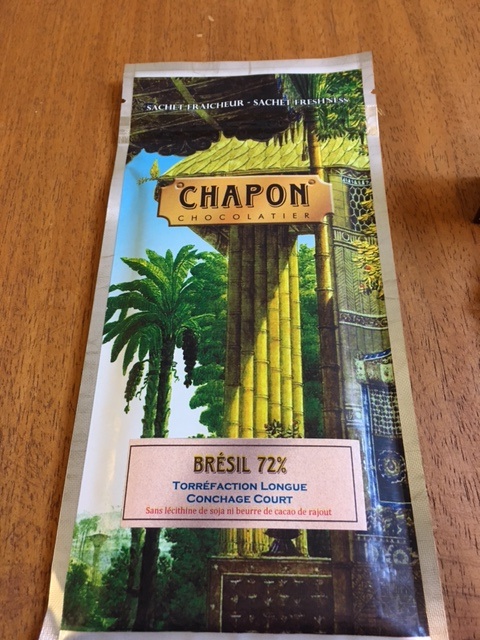 SACHET FRAICHEUR - SACHET FRESHNESS
CHAPON
CHOCOLATIER
BRÉSIL 72%
TORRÉFACTION LONGUE
CONCHAGE COURT
Sans lécithine de soja ni beurre de cacao de rajout